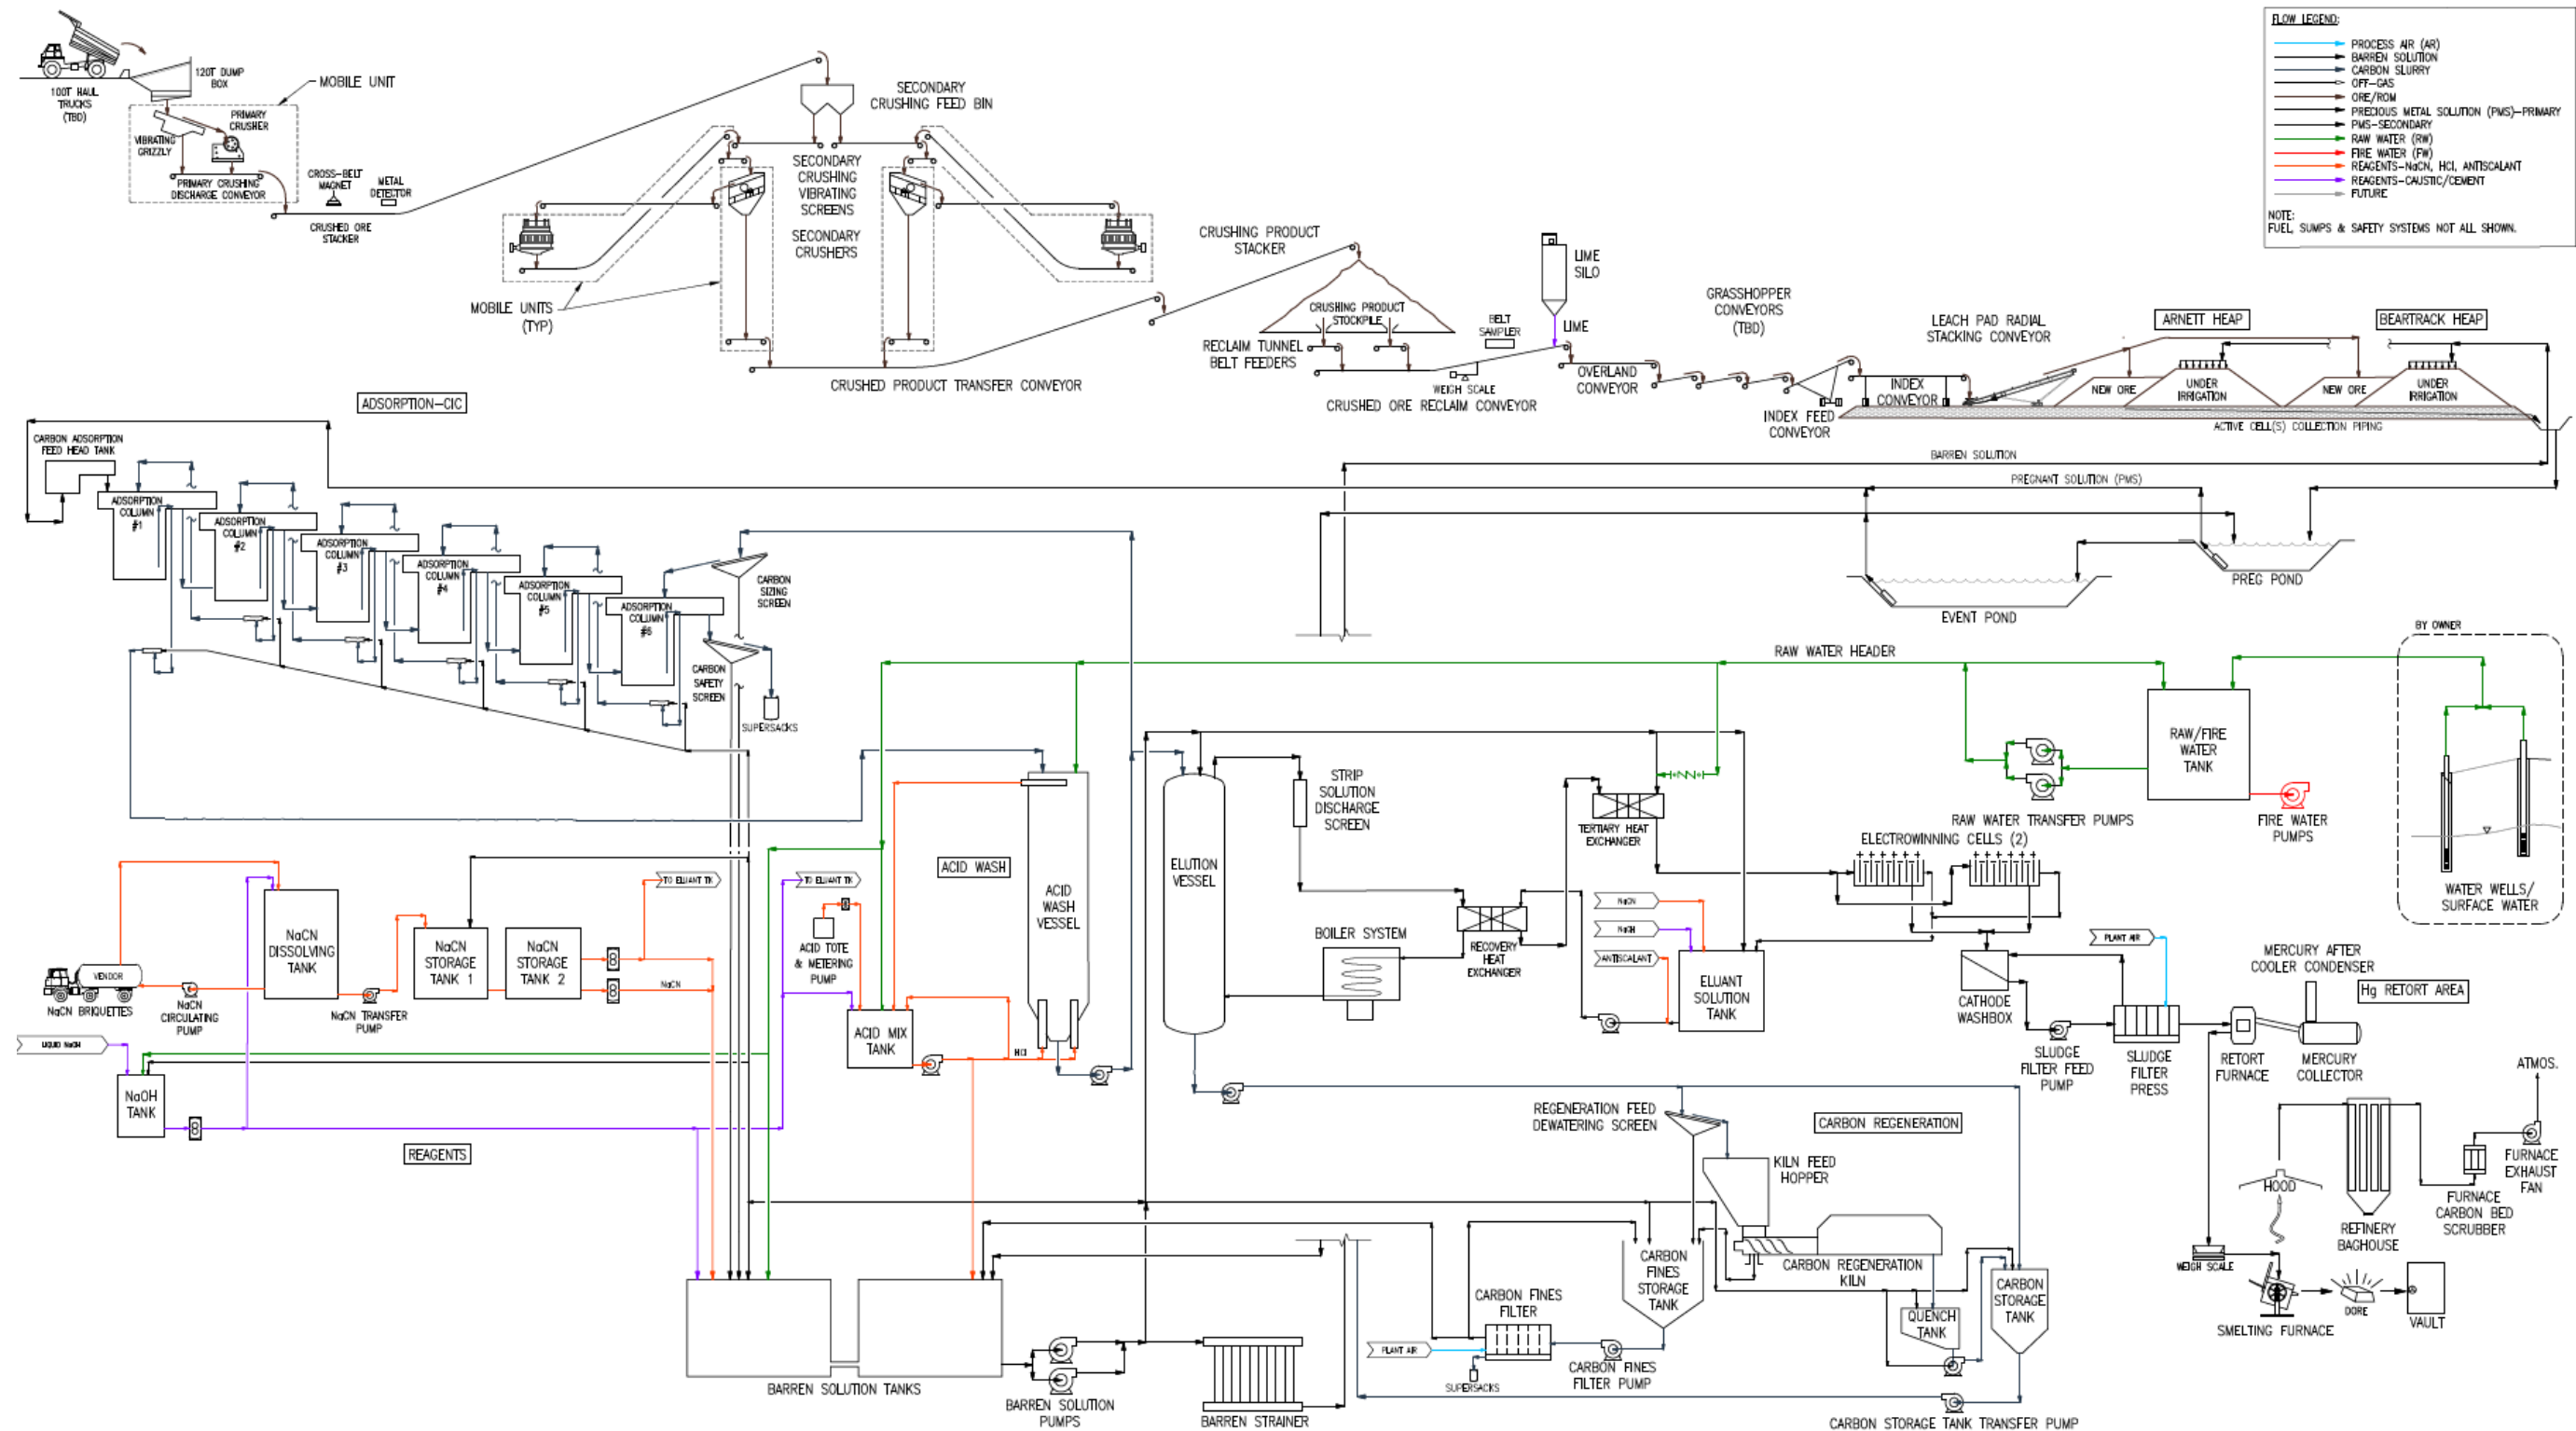 FLOW LEGEND:
PROCESS AIR (AR)
BARREN SOLUTION
CARBON SLURRY
OFF-GAS
ORE/ROM
PRECIOUS METAL SOLUTION (PMS)-PRIMARY
PMS-SECONDARY
RAW WATER (RW)
FIRE WATER (FW)
REAGENTS-NaCN, HCl, ANTISCALANT
REAGENTS-CAUSTIC/CEMENT
FUTURE
NOTE:
FUEL, SUMPS & SAFETY SYSTEMS NOT ALL SHOWN.
100T HAUL
TRUCKS
(TBD)
120T DUMP
BOX
MOBILE UNIT
PRIMARY
CRUSHER
VIBRATING
GRIZZLY
PRIMARY CRUSHING
DISCHARGE CONVEYOR
CROSS-BELT
MAGNET
METAL
DETECTOR
CRUSHED ORE
STACKER
SECONDARY
CRUSHING FEED BIN
SECONDARY
CRUSHING
VIBRATING
SCREENS
SECONDARY
CRUSHERS
MOBILE UNITS
(TYP)
CRUSHED PRODUCT TRANSFER CONVEYOR
CRUSHING PRODUCT
STACKER
CRUSHING PRODUCT
STOCKPILE
RECLAIM TUNNEL
BELT FEEDERS
BELT
SAMPLER
WEIGH SCALE
CRUSHED ORE RECLAIM CONVEYOR
LIME
SILO
LIME
OVERLAND
CONVEYOR
GRASSHOPPER
CONVEYORS
(TBD)
INDEX FEED
CONVEYOR
INDEX
CONVEYOR
LEACH PAD RADIAL
STACKING CONVEYOR
ARNETT HEAP
BEARTRACK HEAP
NEW ORE
UNDER
IRRIGATION
NEW ORE
UNDER
IRRIGATION
ACTIVE CELL(S) COLLECTION PIPING
BARREN SOLUTION
PREGNANT SOLUTION (PMS)
PREG POND
EVENT POND
ADSORPTION-CIC
CARBON ADSORPTION
FEED HEAD TANK
ADSORPTION
COLUMN
#1
ADSORPTION
COLUMN
#2
ADSORPTION
COLUMN
#3
ADSORPTION
COLUMN
#4
ADSORPTION
COLUMN
#5
ADSORPTION
COLUMN
#6
CARBON
SIZING
SCREEN
CARBON
SAFETY
SCREEN
SUPERSACKS
RAW WATER HEADER
BY OWNER
RAW/FIRE
WATER
TANK
RAW WATER TRANSFER PUMPS
FIRE WATER
PUMPS
WATER WELLS/
SURFACE WATER
VENDOR
NaCN BRIQUETTES
NaCN
CIRCULATING
PUMP
NaCN
DISSOLVING
TANK
NaCN TRANSFER
PUMP
NaCN
STORAGE
TANK 1
NaCN
STORAGE
TANK 2
TO ELUANT TK
NaCN
LIQUID NaOH
NaOH
TANK
REAGENTS
TO ELUANT TK
ACID TOTE
& METERING
PUMP
ACID MIX
TANK
HCl
ACID WASH
ACID
WASH
VESSEL
ELUTION
VESSEL
STRIP
SOLUTION
DISCHARGE
SCREEN
BOILER SYSTEM
RECOVERY
HEAT
EXCHANGER
TERTIARY HEAT
EXCHANGER
NaCN
NaOH
ANTISCALANT
ELUANT
SOLUTION
TANK
ELECTROWINNING CELLS (2)
CATHODE
WASHBOX
PLANT AIR
SLUDGE
FILTER FEED
PUMP
SLUDGE
FILTER
PRESS
RETORT
FURNACE
MERCURY AFTER
COOLER CONDENSER
MERCURY
COLLECTOR
Hg RETORT AREA
ATMOS.
FURNACE
EXHAUST
FAN
FURNACE
CARBON BED
SCRUBBER
REFINERY
BAGHOUSE
HOOD
WEIGH SCALE
SMELTING FURNACE
DORE
VAULT
REGENERATION FEED
DEWATERING SCREEN
CARBON REGENERATION
KILN FEED
HOPPER
CARBON REGENERATION
KILN
QUENCH
TANK
CARBON
STORAGE
TANK
CARBON
FINES
STORAGE
TANK
CARBON FINES
FILTER
PLANT AIR
SUPERSACKS
CARBON FINES
FILTER PUMP
CARBON STORAGE TANK TRANSFER PUMP
BARREN SOLUTION TANKS
BARREN SOLUTION
PUMPS
BARREN STRAINER